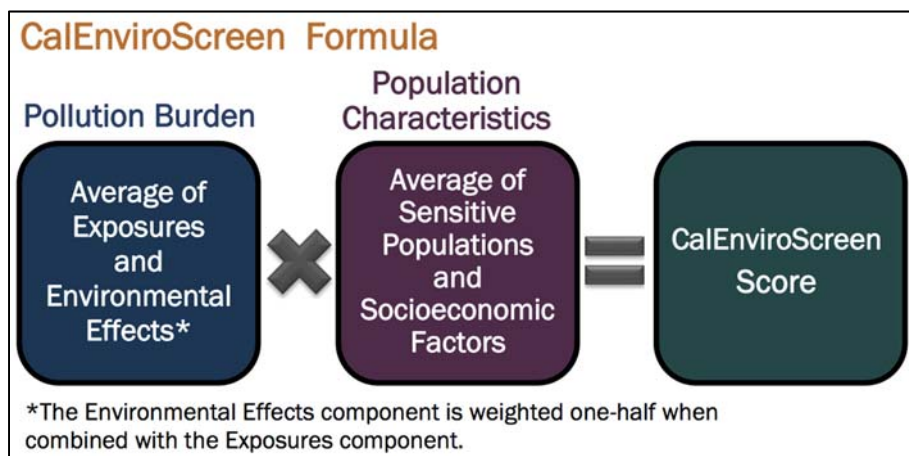 CalEnviroScreen Formula
Pollution Burden
Population
Characteristics
Average of
Exposures
and
Environmental
Effects*
Average of
Sensitive
Populations
and
Socioeconomic
Factors
CalEnviroScreen
Score
*The Environmental Effects component is weighted one-half when
combined with the Exposures component.